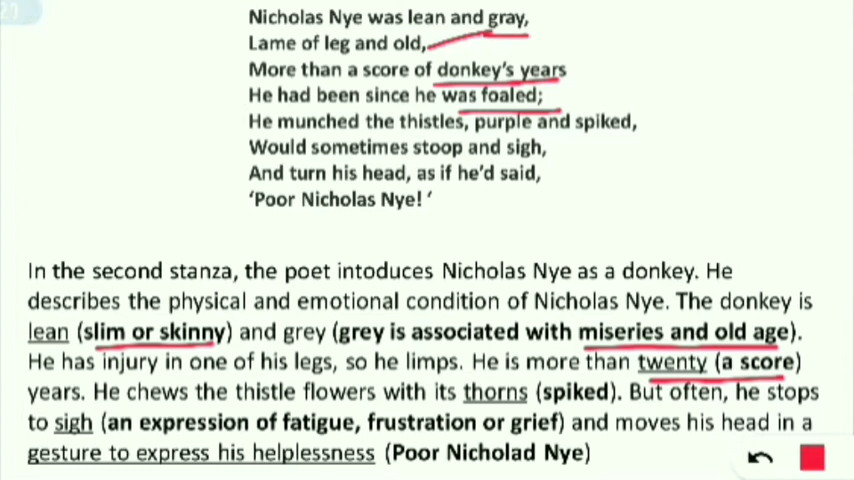 Nicholas Nye was lean and gray,
Lame of leg and old,
More than a score of donkey's years
He had been since he was foaled;
He munched the thistles, purple and spiked,
Would sometimes stoop and sigh,
And turn his head, as if he'd said,
‘Poor Nicholas Nye! ‘
In the second stanza, the poet intoduces Nicholas Nye as a donkey. He
describes the physical and emotional condition of Nicholas Nye. The donkey is
lean (slim or skinny) and grey (grey is associated with miseries and old age).
He has injury in one of his legs, so he limps. He is more than twenty (a score)
years. He chews the thistle flowers with its thorns (spiked). But often, he stops
to sigh (an expression of fatigue, frustration or grief) and moves his head in a
gesture to express his helplessness (Poor Nicholad Nye)